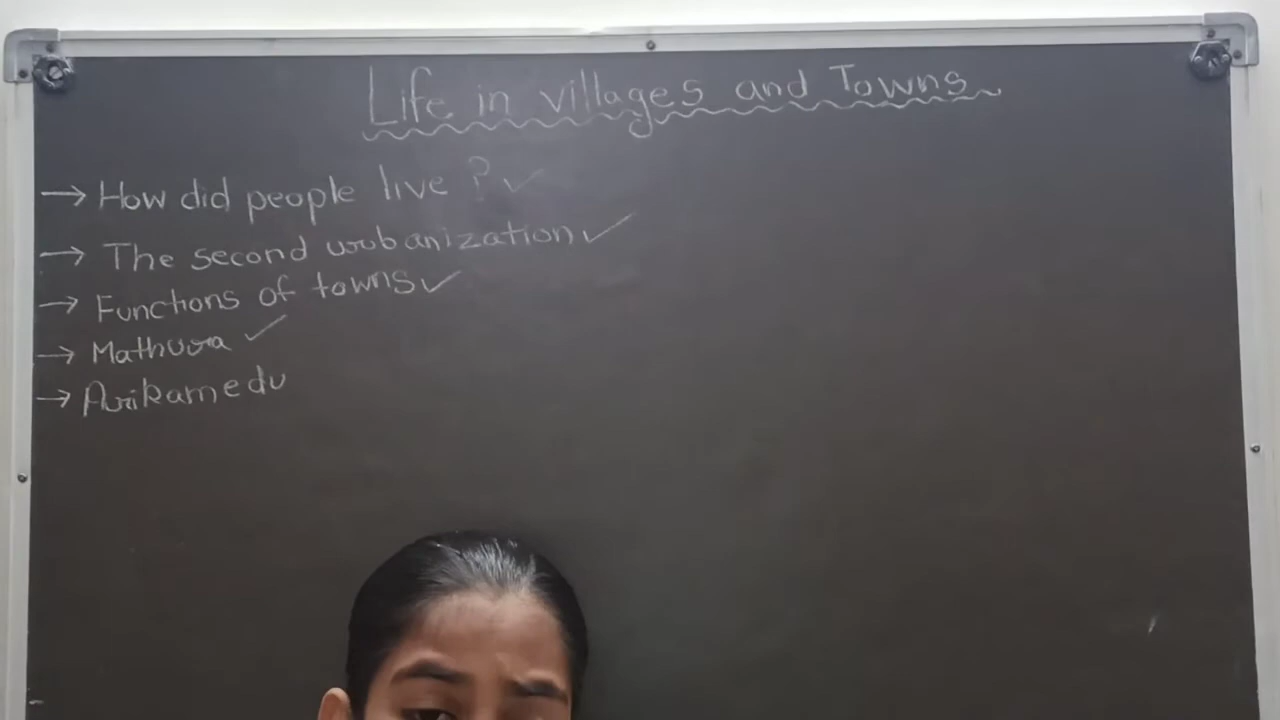 Life in villages and Towns
→ How did people live ? ✓
→ The second urbanization ✓
→ Functions of towns ✓
→ Mathura ✓
→ Arikamedu